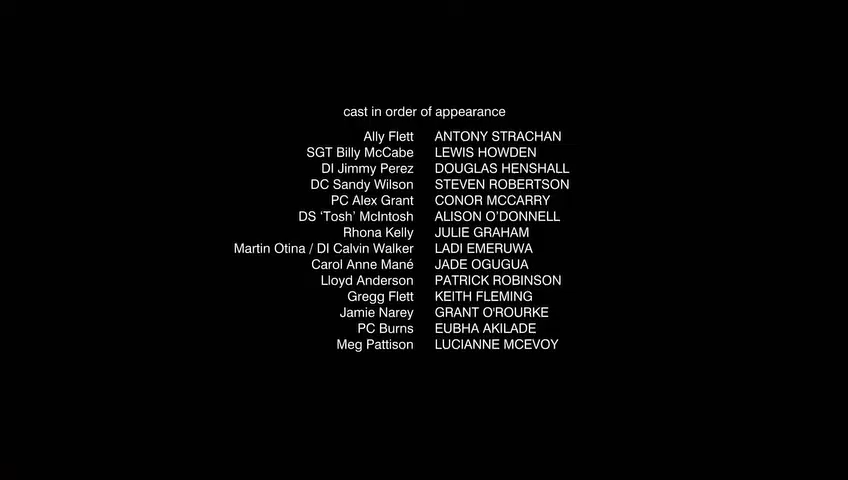 cast in order of appearance
Ally Flett ANTONY STRACHAN
SGT Billy McCabe LEWIS HOWDEN
DI Jimmy Perez DOUGLAS HENSHALL
DC Sandy Wilson STEVEN ROBERTSON
PC Alex Grant CONOR MCCARRY
DS ‘Tosh’ McIntosh ALISON O’DONNELL
Rhona Kelly JULIE GRAHAM
Martin Otina / DI Calvin Walker LADI EMERUWA
Carol Anne Mané JADE OGUGUA
Lloyd Anderson PATRICK ROBINSON
Gregg Flett KEITH FLEMING
Jamie Narey GRANT O'ROURKE
PC Burns EUBHA AKILADE
Meg Pattison LUCIANNE MCEVOY